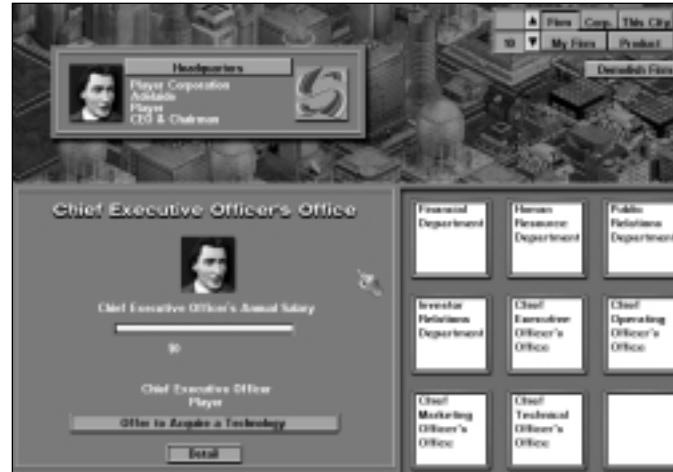 Firm Corp. This City
10 My Firm Product
Demolish Firm
Headquarters
Player Corporation
Adelaide
Player
CEO & Chairman
Chief Executive Officer's Office
Chief Executive Officer's Annual Salary
$0
Chief Executive Officer
Player
Offer to Acquire a Technology
Detail
Financial
Department
Human
Resource
Department
Public
Relations
Department
Investor
Relations
Department
Chief
Executive
Officer's
Office
Chief
Operating
Officer's
Office
Chief
Marketing
Officer's
Office
Chief
Technical
Officer's
Office